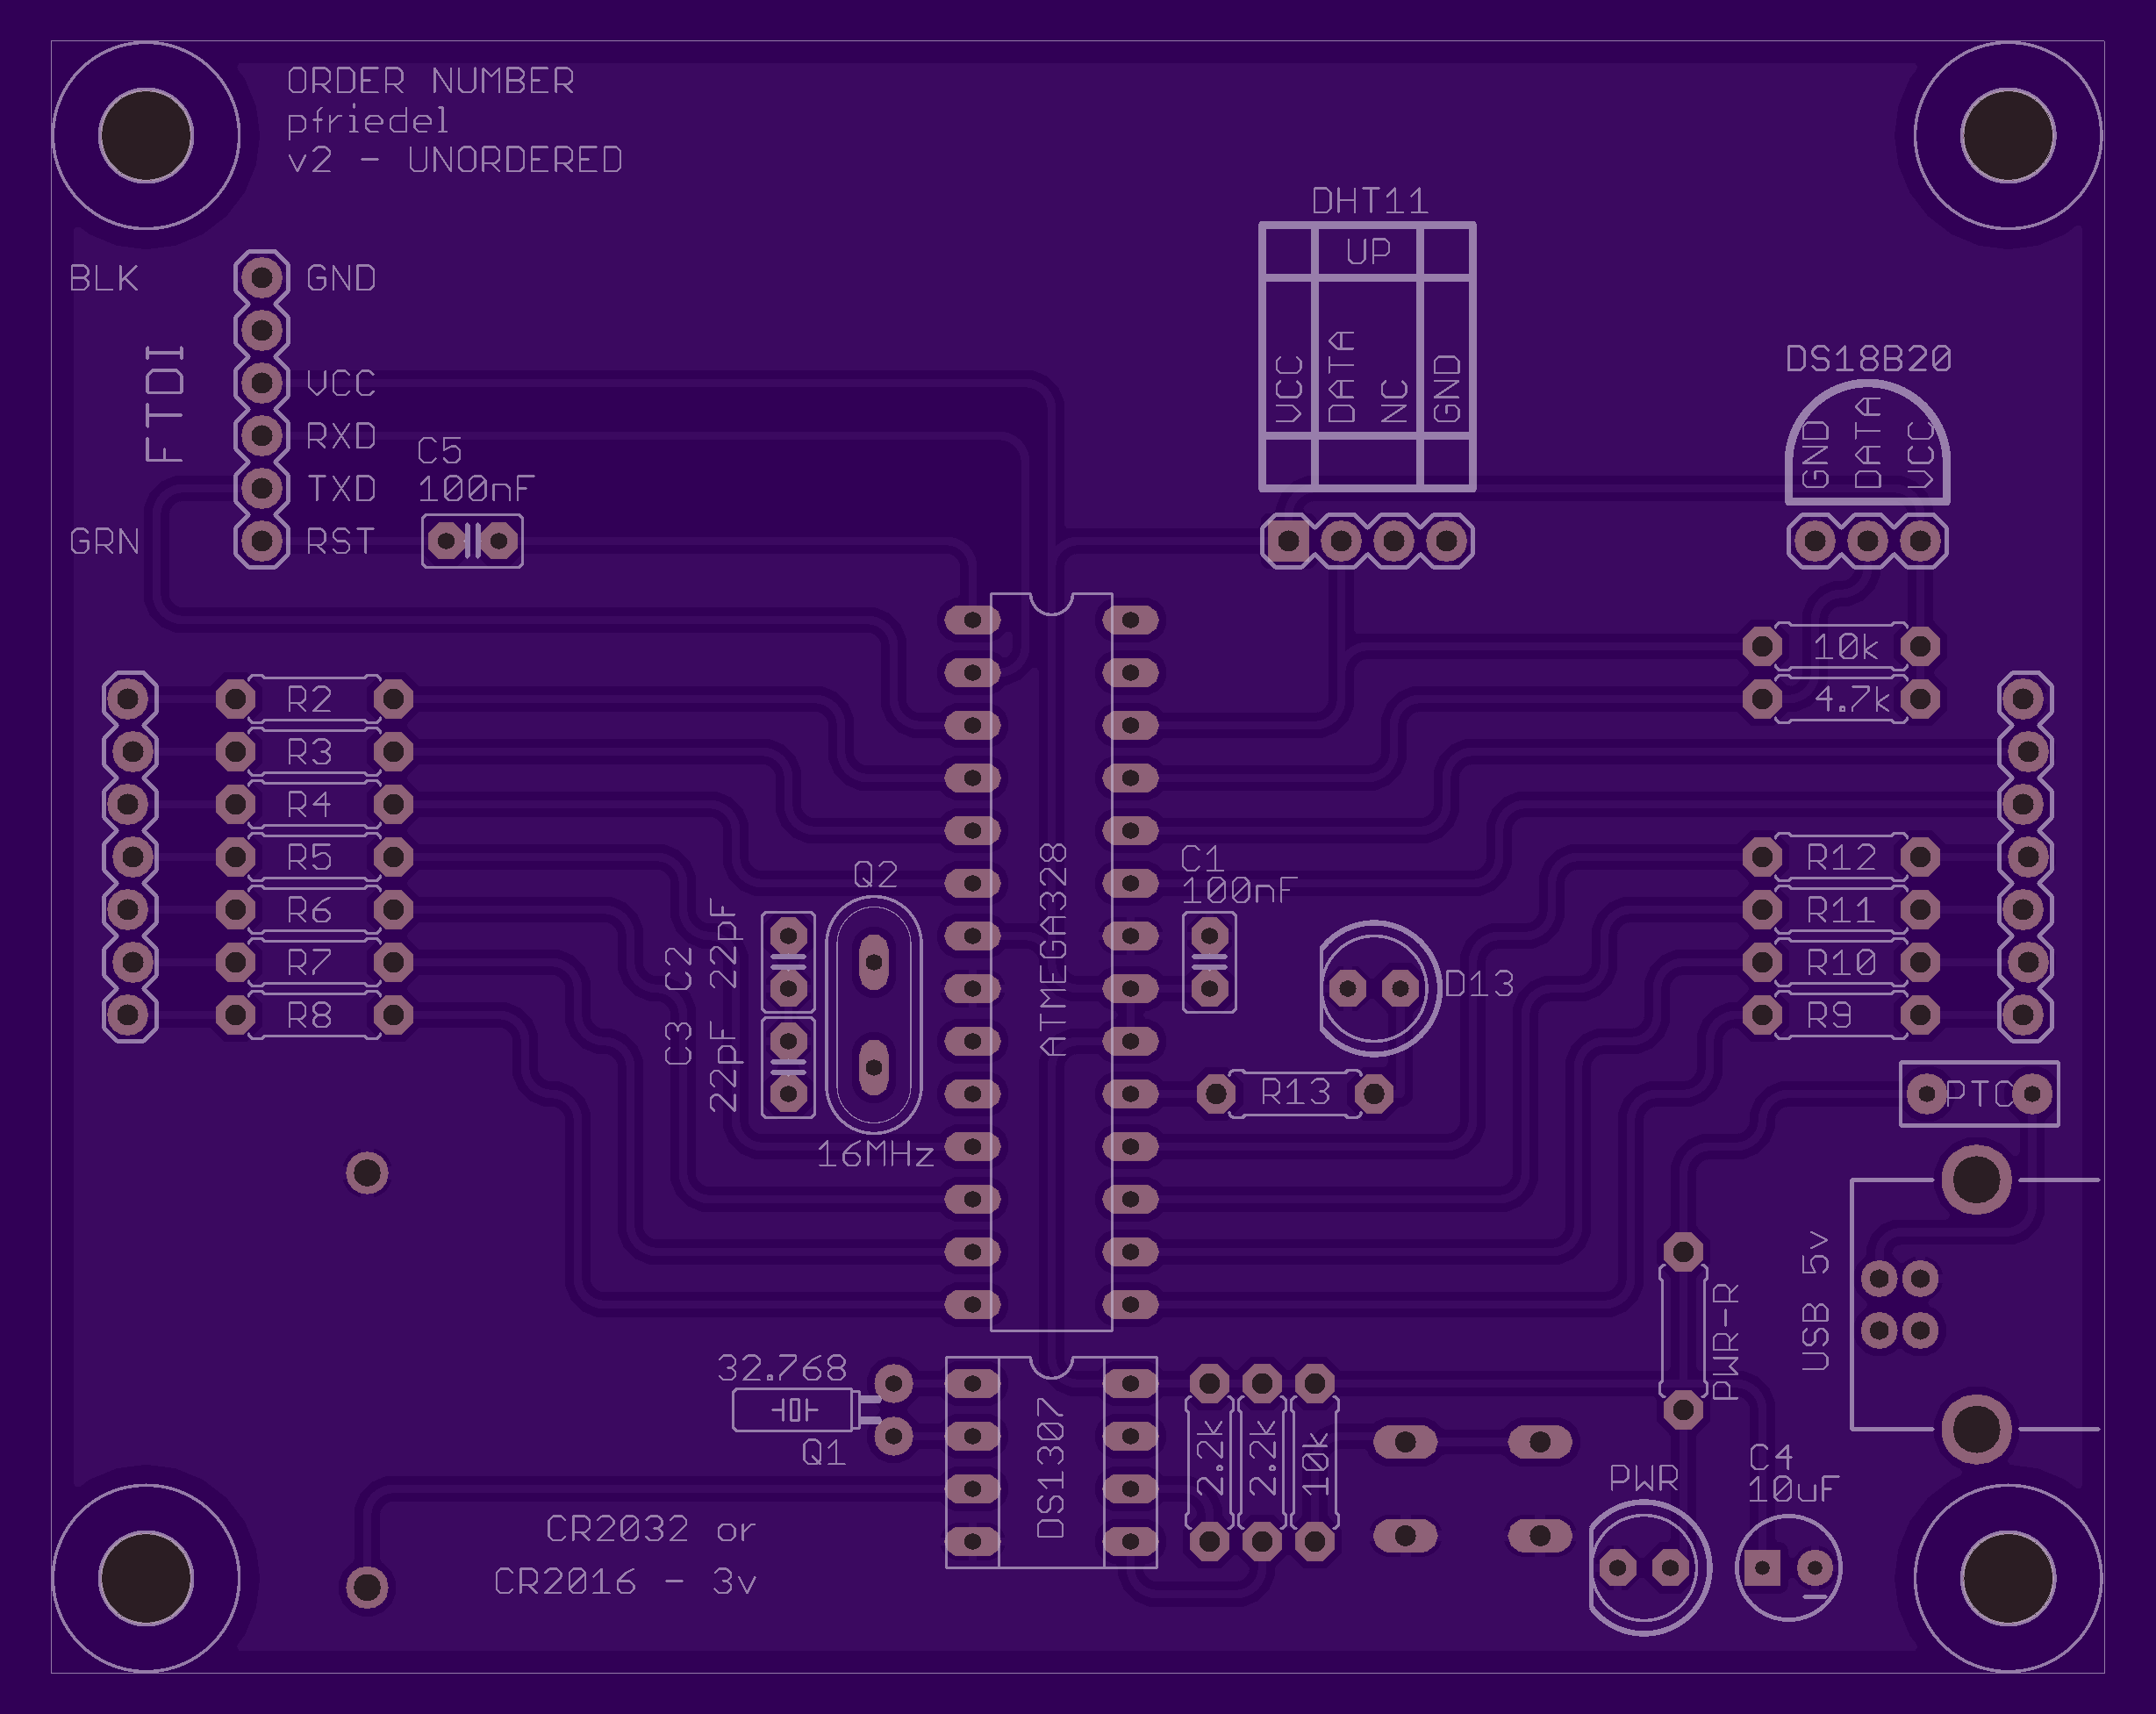 ORDER NUMBER
pfriedel
v2 - UNORDERED
DHT11
UP
VCC
DATA
NC
GND
DS18B20
GND
DATA
VCC
BLK
GND
FTDI
VCC
RXD
TXD
GRN
RST
C5
100nF
10k
4.7k
R2
R3
R4
R5
R6
R7
R8
Q2
16MHz
C2
22pF
C3
22pF
ATMEGA328
C1
100nF
D13
R13
R12
R11
R10
R9
PTC
USB 5v
PWR-R
32.768
Q1
DS1307
2.2k
2.2k
10k
PWR
C4
10uF
CR2032 or
CR2016 - 3v